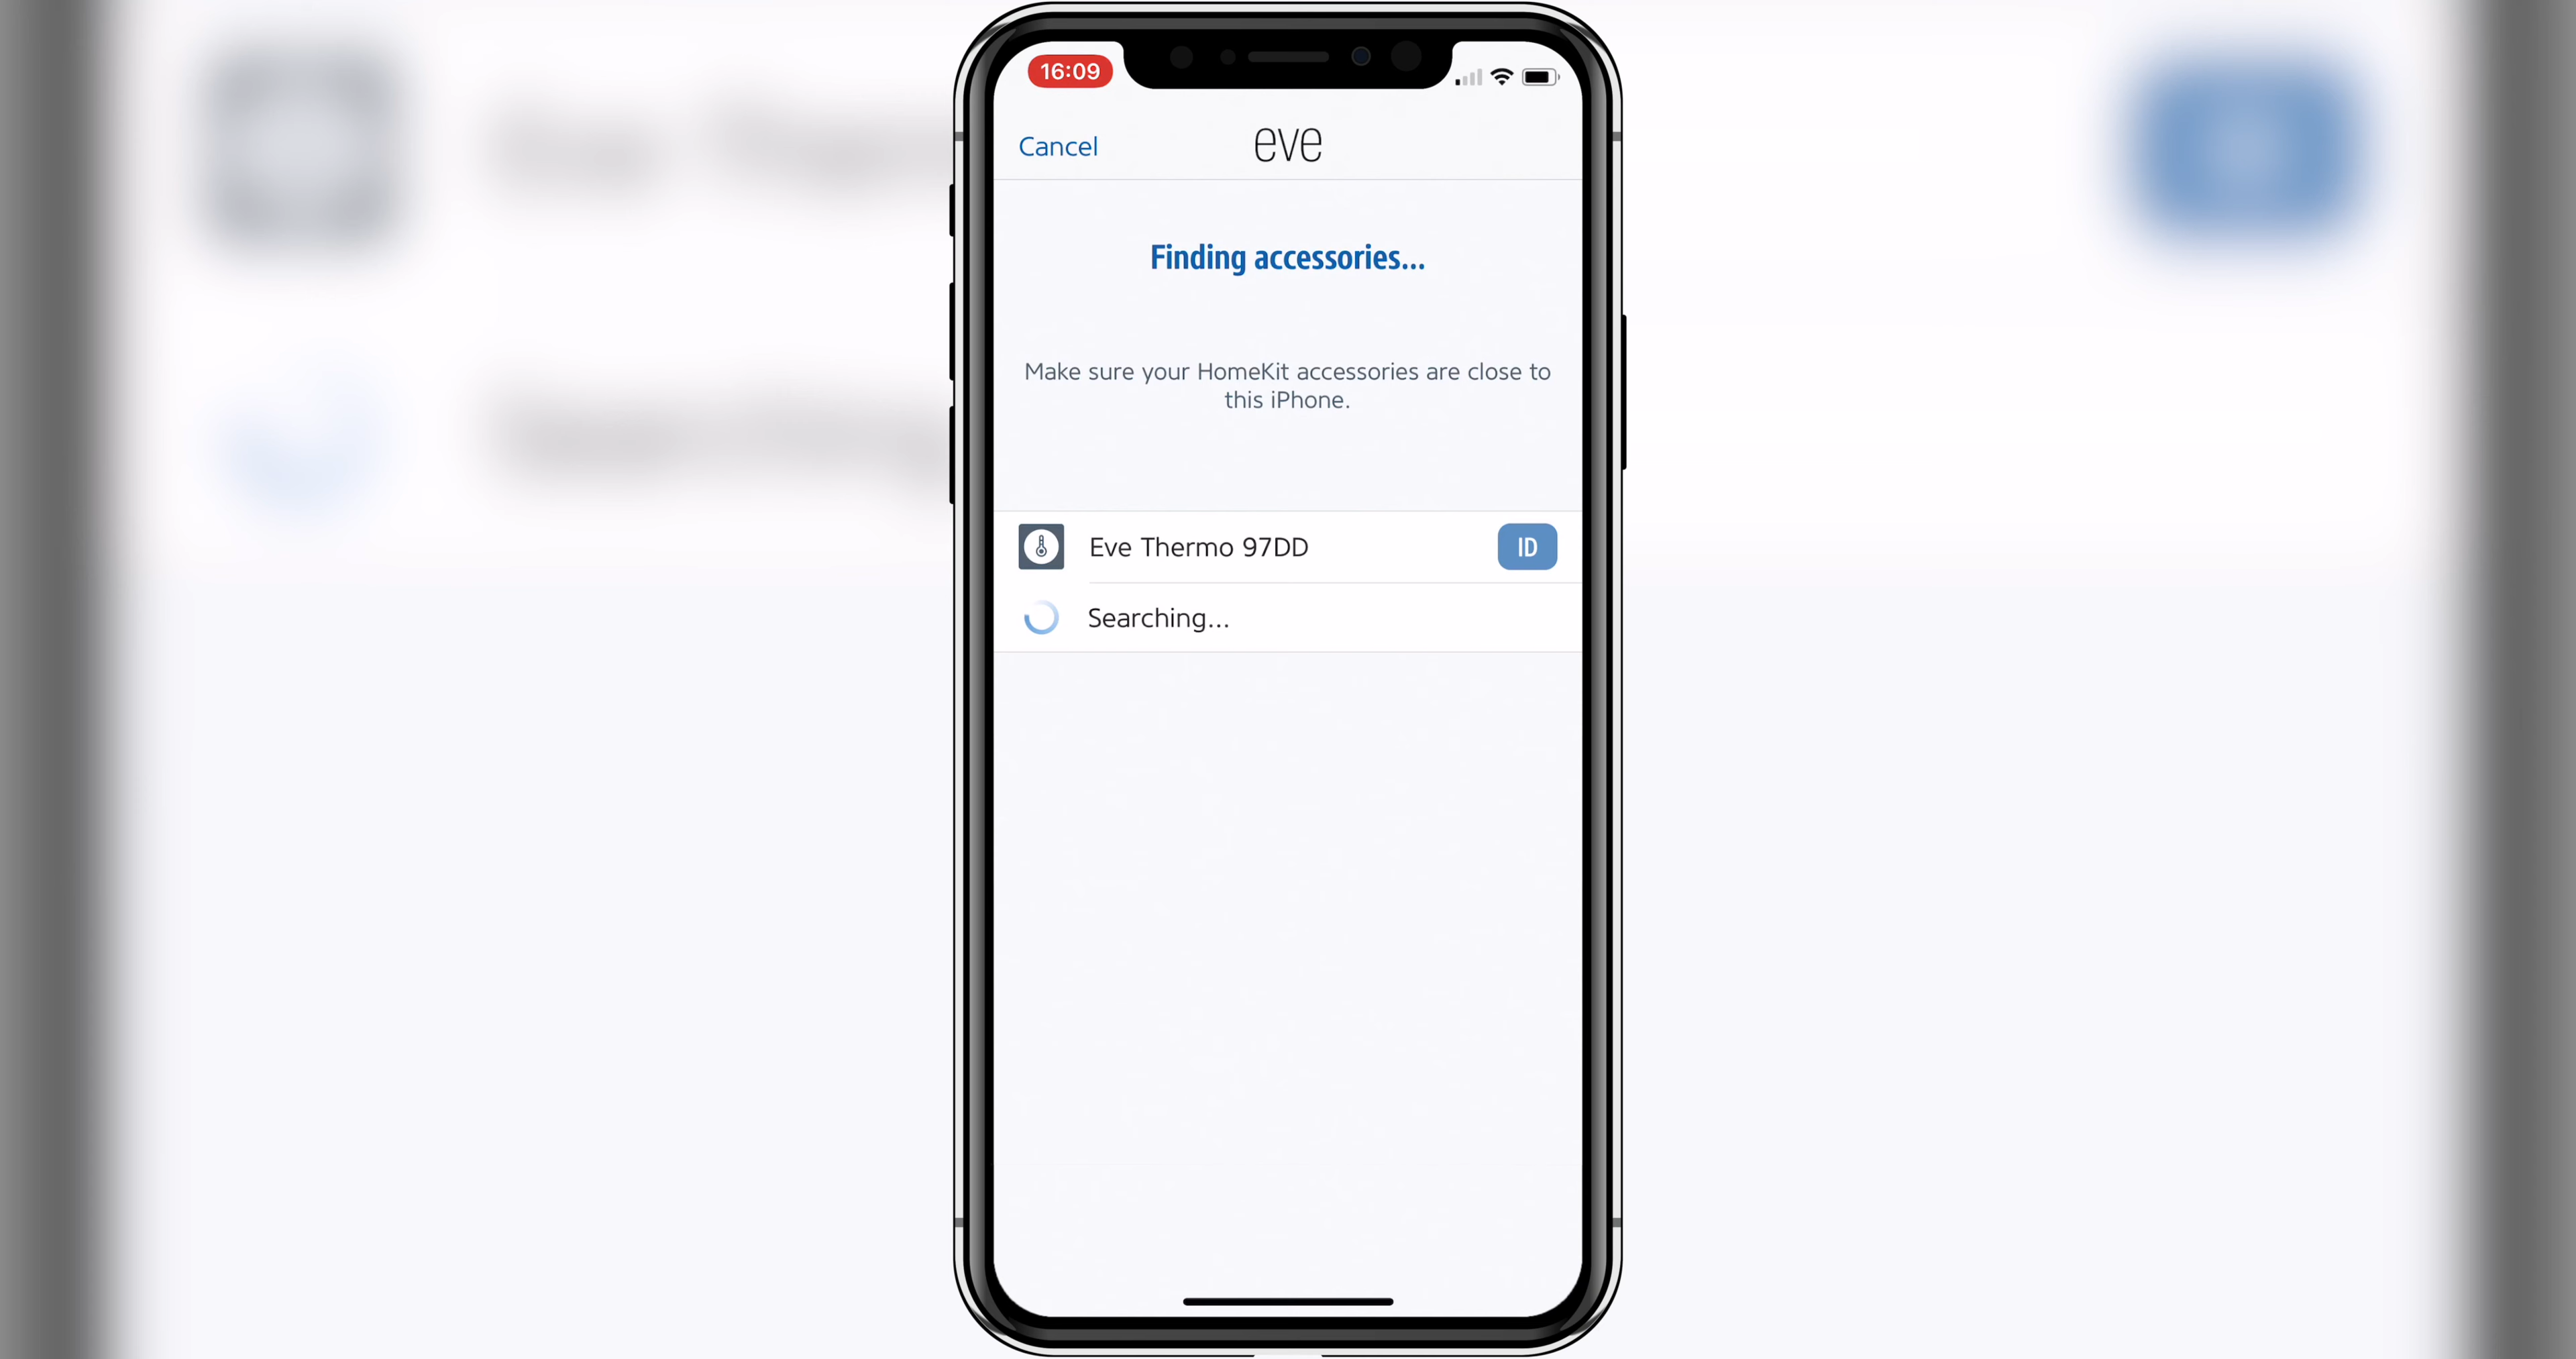 16:09
Cancel
eve
Finding accessories...
Make sure your HomeKit accessories are close to
this iPhone.
Eve Thermo 97DD
ID
Searching...